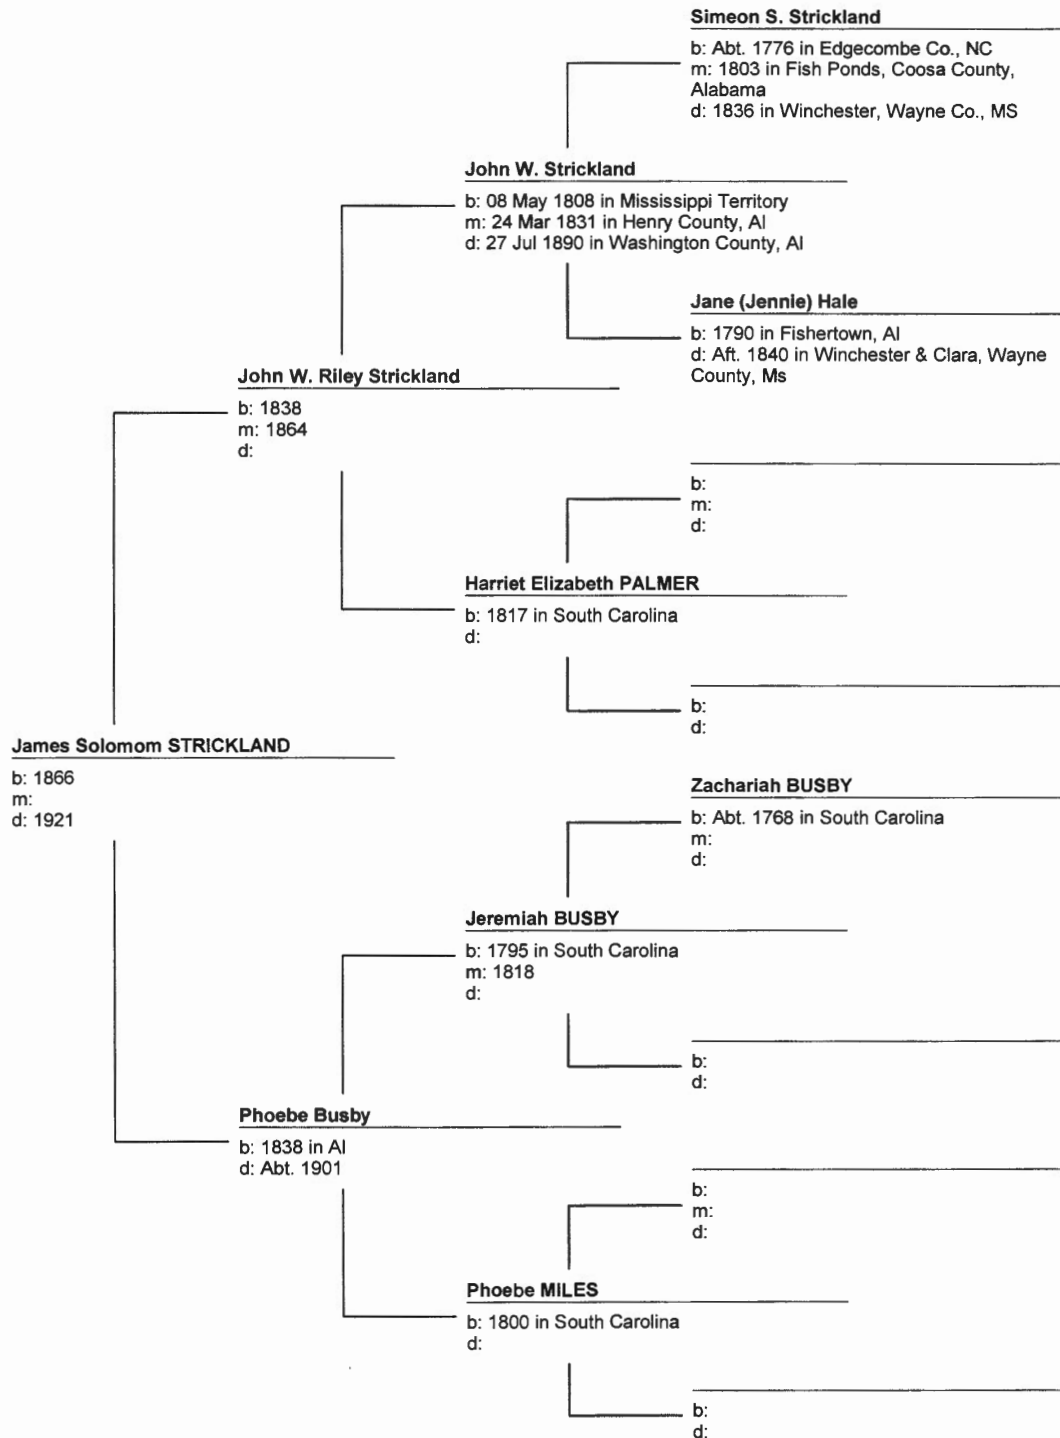 Simeon S. Strickland
b: Abt. 1776 in Edgecombe Co., NC
m: 1803 in Fish Ponds, Coosa County,
Alabama
d: 1836 in Winchester, Wayne Co., MS
John W. Strickland
b: 08 May 1808 in Mississippi Territory
m: 24 Mar 1831 in Henry County, Al
d: 27 Jul 1890 in Washington County, Al
Jane (Jennie) Hale
b: 1790 in Fishertown, Al
d: Aft. 1840 in Winchester & Clara, Wayne
County, Ms
John W. Riley Strickland
b: 1838
m: 1864
d:
b:
m:
d:
Harriet Elizabeth PALMER
b: 1817 in South Carolina
d:
b:
d:
James Solomom STRICKLAND
b: 1866
m:
d: 1921
Zachariah BUSBY
b: Abt. 1768 in South Carolina
m:
d:
Jeremiah BUSBY
b: 1795 in South Carolina
m: 1818
d:
b:
d:
Phoebe Busby
b: 1838 in Al
d: Abt. 1901
b:
m:
d:
Phoebe MILES
b: 1800 in South Carolina
d:
b:
d: